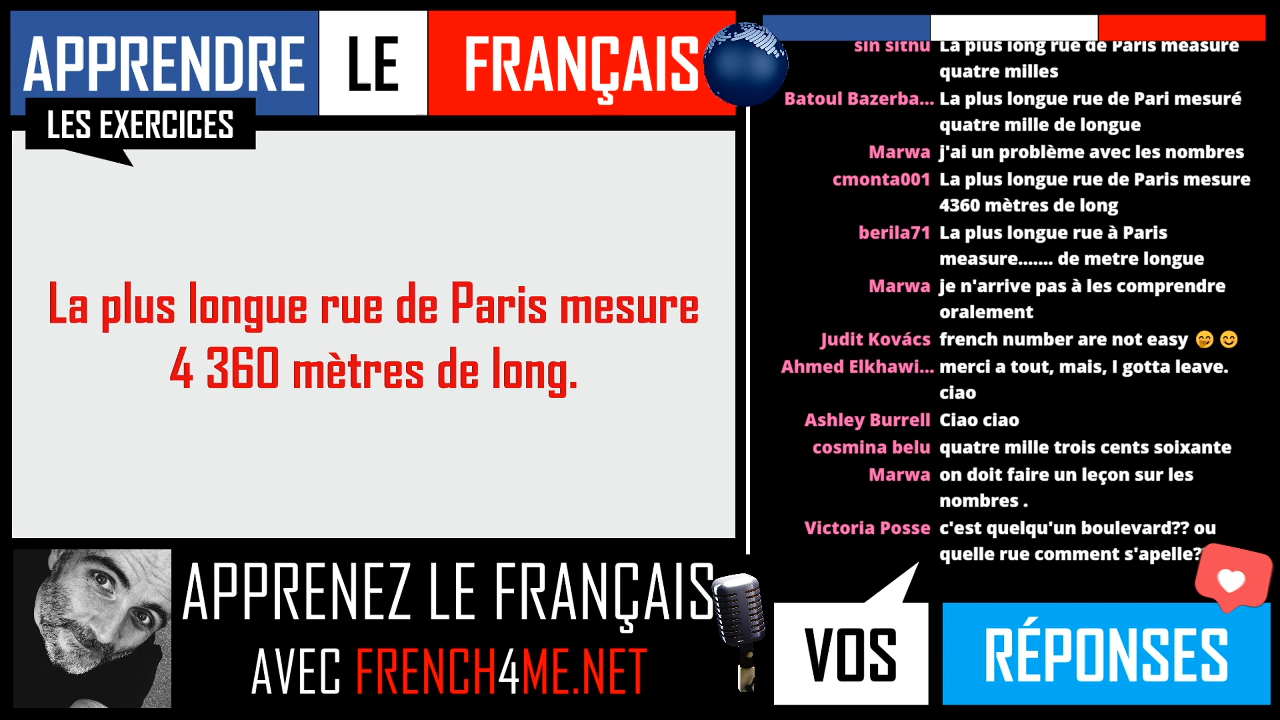 APPRENDRE LE FRANÇAIS
LES EXERCICES
La plus longue rue de Paris mesure
4 360 mètres de long.
APPRENEZ LE FRANÇAIS
AVEC FRENCH4ME.NET
sin sithu La plus long rue de Paris measure
quatre milles
Batoul Bazerba... La plus longue rue de Pari mesuré
quatre mille de longue
Marwa j'ai un problème avec les nombres
cmonta001 La plus longue rue de Paris mesure
4360 mètres de long
berila71 La plus longue rue à Paris
measure....... de metre longue
Marwa je n'arrive pas à les comprendre
oralement
Judit Kovács french number are not easy 🤭 😊
Ahmed Elkhawi... merci a tout, mais, I gotta leave.
ciao
Ashley Burrell Ciao ciao
cosmina belu quatre mille trois cents soixante
Marwa on doit faire un leçon sur les
nombres .
Victoria Posse c'est quelqu'un boulevard?? ou
quelle rue comment s'apelle?
VOS RÉPONSES